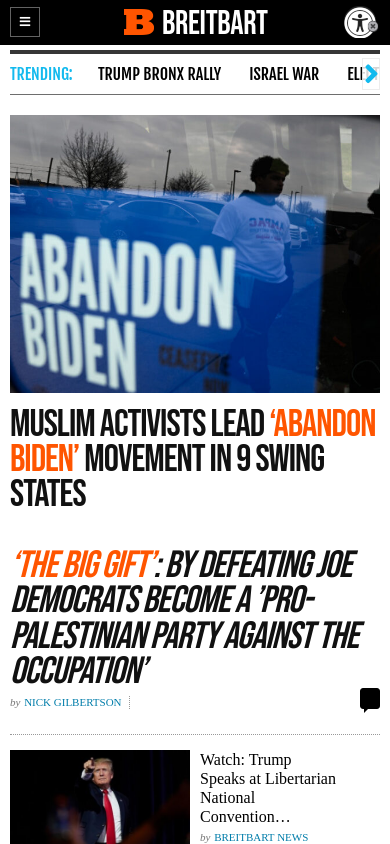 BREITBART
TRENDING:
TRUMP BRONX RALLY
ISRAEL WAR
ABANDON
BIDEN
CEASEFIRE
NOW
MUSLIM ACTIVISTS LEAD ‘ABANDON
BIDEN’ MOVEMENT IN 9 SWING
STATES
‘THE BIG GIFT’: BY DEFEATING JOE
DEMOCRATS BECOME A ’PRO-
PALESTINIAN PARTY AGAINST THE
OCCUPATION’
by NICK GILBERTSON
Watch: Trump
Speaks at Libertarian
National
Convention…
by BREITBART NEWS